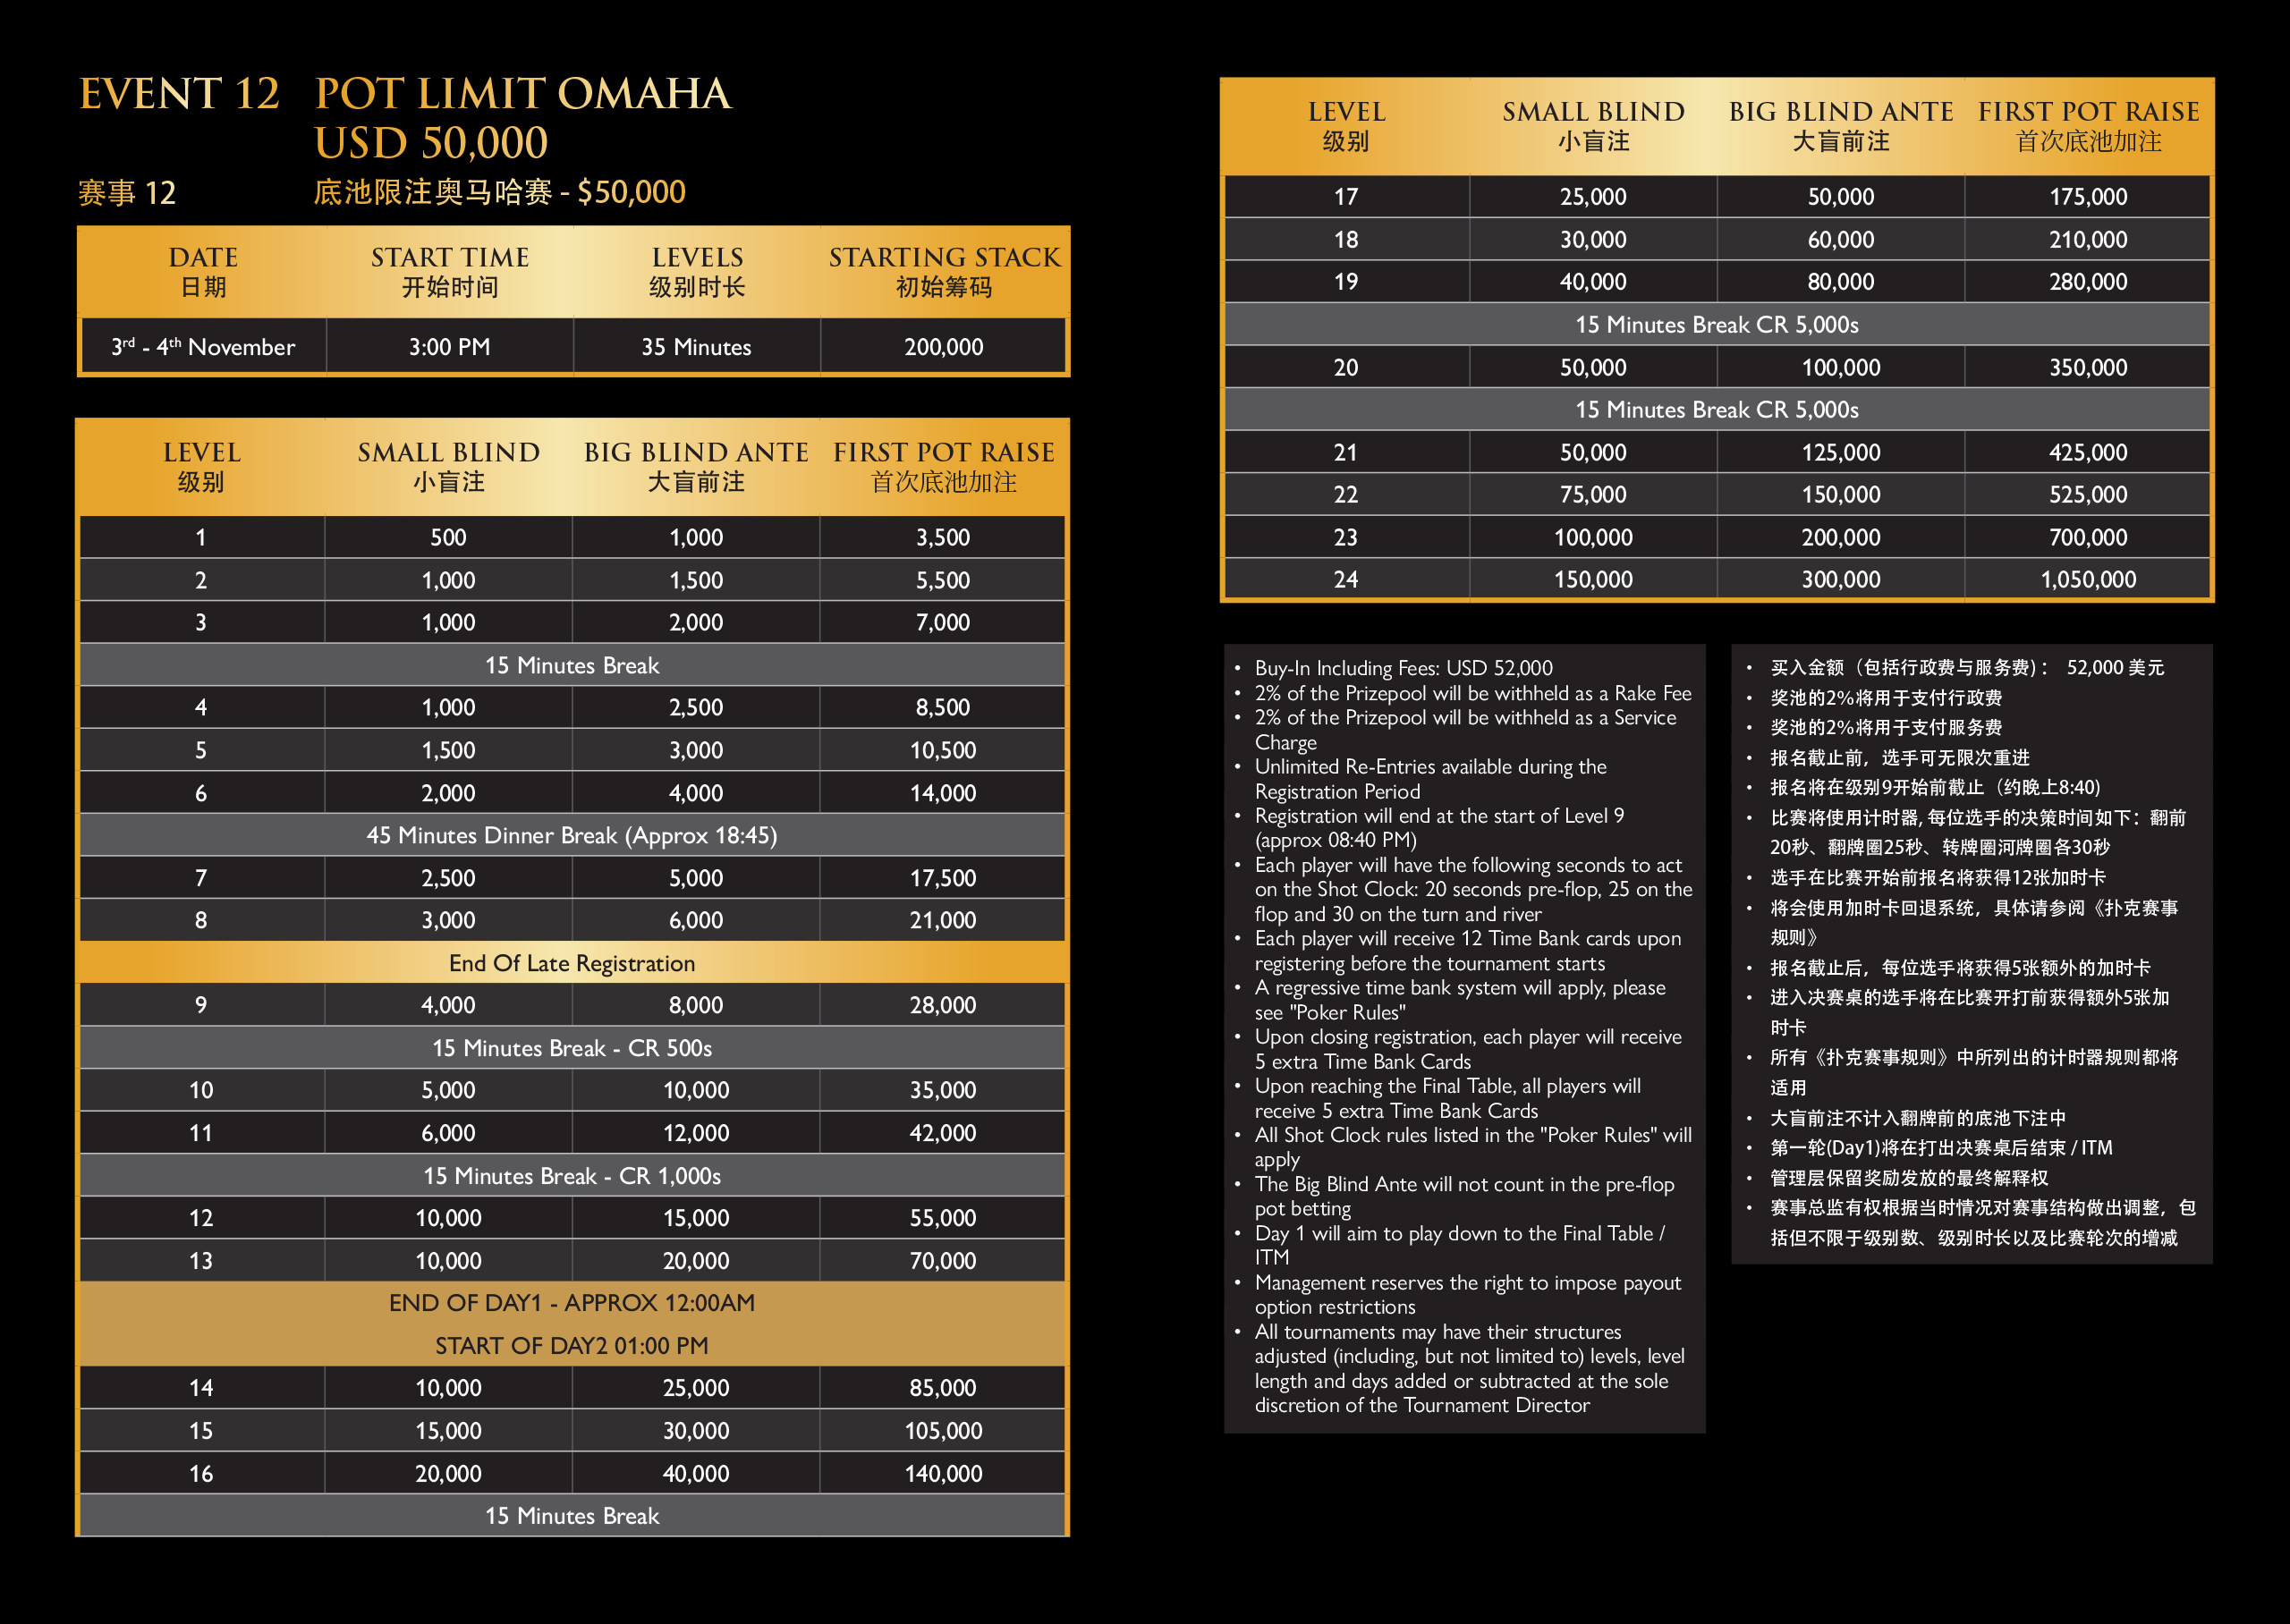 EVENT 12 POT LIMIT OMAHA
USD 50,000
赛事 12 底池限注奥马哈赛 - $50,000
DATE START TIME LEVELS STARTING STACK
日期 开始时间 级别时长 初始筹码
3rd - 4th November 3:00 PM 35 Minutes 200,000
LEVEL SMALL BLIND BIG BLIND ANTE FIRST POT RAISE
级别 小盲注 大盲前注 首次底池加注
1 500 1,000 3,500
2 1,000 1,500 5,500
3 1,000 2,000 7,000
15 Minutes Break
4 1,000 2,500 8,500
5 1,500 3,000 10,500
6 2,000 4,000 14,000
45 Minutes Dinner Break (Approx 18:45)
7 2,500 5,000 17,500
8 3,000 6,000 21,000
End Of Late Registration
9 4,000 8,000 28,000
15 Minutes Break - CR 500s
10 5,000 10,000 35,000
11 6,000 12,000 42,000
15 Minutes Break - CR 1,000s
12 10,000 15,000 55,000
13 10,000 20,000 70,000
END OF DAY1 - APPROX 12:00AM
START OF DAY2 01:00 PM
14 10,000 25,000 85,000
15 15,000 30,000 105,000
16 20,000 40,000 140,000
15 Minutes Break
LEVEL SMALL BLIND BIG BLIND ANTE FIRST POT RAISE
级别 小盲注 大盲前注 首次底池加注
17 25,000 50,000 175,000
18 30,000 60,000 210,000
19 40,000 80,000 280,000
15 Minutes Break CR 5,000s
20 50,000 100,000 350,000
15 Minutes Break CR 5,000s
21 50,000 125,000 425,000
22 75,000 150,000 525,000
23 100,000 200,000 700,000
24 150,000 300,000 1,050,000
• Buy-In Including Fees: USD 52,000
• 2% of the Prizepool will be withheld as a Rake Fee
• 2% of the Prizepool will be withheld as a Service
Charge
• Unlimited Re-Entries available during the
Registration Period
• Registration will end at the start of Level 9
(approx 08:40 PM)
• Each player will have the following seconds to act
on the Shot Clock: 20 seconds pre-flop, 25 on the
flop and 30 on the turn and river
• Each player will receive 12 Time Bank cards upon
registering before the tournament starts
• A regressive time bank system will apply, please
see "Poker Rules"
• Upon closing registration, each player will receive
5 extra Time Bank Cards
• Upon reaching the Final Table, all players will
receive 5 extra Time Bank Cards
• All Shot Clock rules listed in the "Poker Rules" will
apply
• The Big Blind Ante will not count in the pre-flop
pot betting
• Day 1 will aim to play down to the Final Table /
ITM
• Management reserves the right to impose payout
option restrictions
• All tournaments may have their structures
adjusted (including, but not limited to) levels, level
length and days added or subtracted at the sole
discretion of the Tournament Director
• 买入金额（包括行政费与服务费)： 52,000 美元
• 奖池的2%将用于支付行政费
• 奖池的2%将用于支付服务费
• 报名截止前，选手可无限次重进
• 报名将在级别9开始前截止（约晚上8:40)
• 比赛将使用计时器, 每位选手的决策时间如下：翻前
20秒、翻牌圈25秒、转牌圈河牌圈各30秒
• 选手在比赛开始前报名将获得12张加时卡
• 将会使用加时卡回退系统，具体请参阅《扑克赛事
规则》
• 报名截止后，每位选手将获得5张额外的加时卡
• 进入决赛桌的选手将在比赛开打前获得额外5张加
时卡
• 所有《扑克赛事规则》中所列出的计时器规则都将
适用
• 大盲前注不计入翻牌前的底池下注中
• 第一轮(Day1)将在打出决赛桌后结束 / ITM
• 管理层保留奖励发放的最终解释权
• 赛事总监有权根据当时情况对赛事结构做出调整，包
括但不限于级别数、级别时长以及比赛轮次的增减